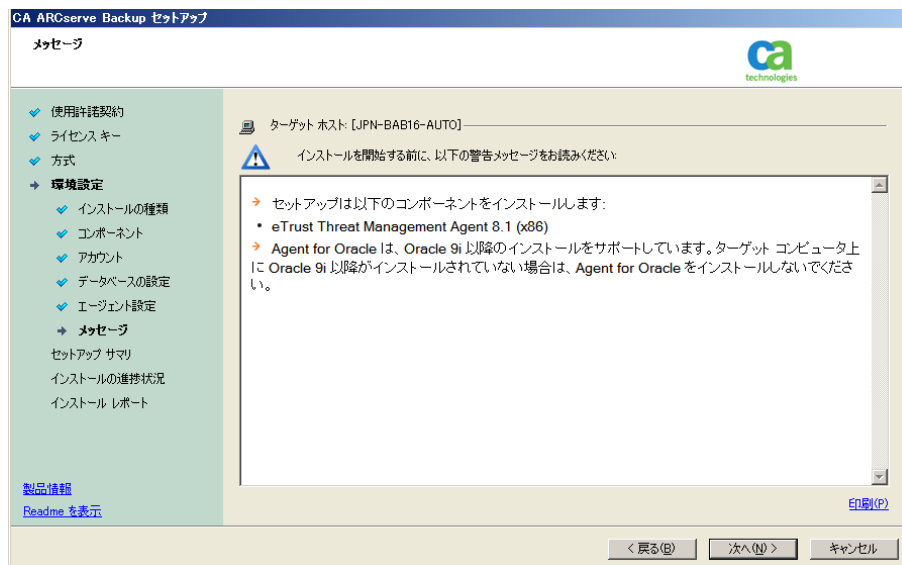 CA ARCserve Backup セットアップ
メッセージ
ca
technologies
使用許諾契約
ライセンス キー
方式
環境設定
インストールの種類
コンポーネント
アカウント
データベースの設定
エージェント設定
メッセージ
セットアップ サマリ
インストールの進捗状況
インストール レポート
製品情報
Readme を表示
ターゲット ホスト: [JPN-BAB16-AUTO]
インストールを開始する前に、以下の警告メッセージをお読みください:
セットアップは以下のコンポーネントをインストールします:
• eTrust Threat Management Agent 8.1 (x86)
Agent for Oracle は、Oracle 9i 以降のインストールをサポートしています。ターゲット コンピュータ上
に Oracle 9i 以降がインストールされていない場合は、Agent for Oracle をインストールしないでくださ
い。
印刷(P)
< 戻る(B)
次へ(N) >
キャンセル